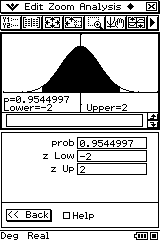 Edit Zoom Analysis ◆
p=0.9544997
Lower=-2 Upper=2
prob 0.9544997
z Low -2
z Up 2
<< Back Help
Deg Real